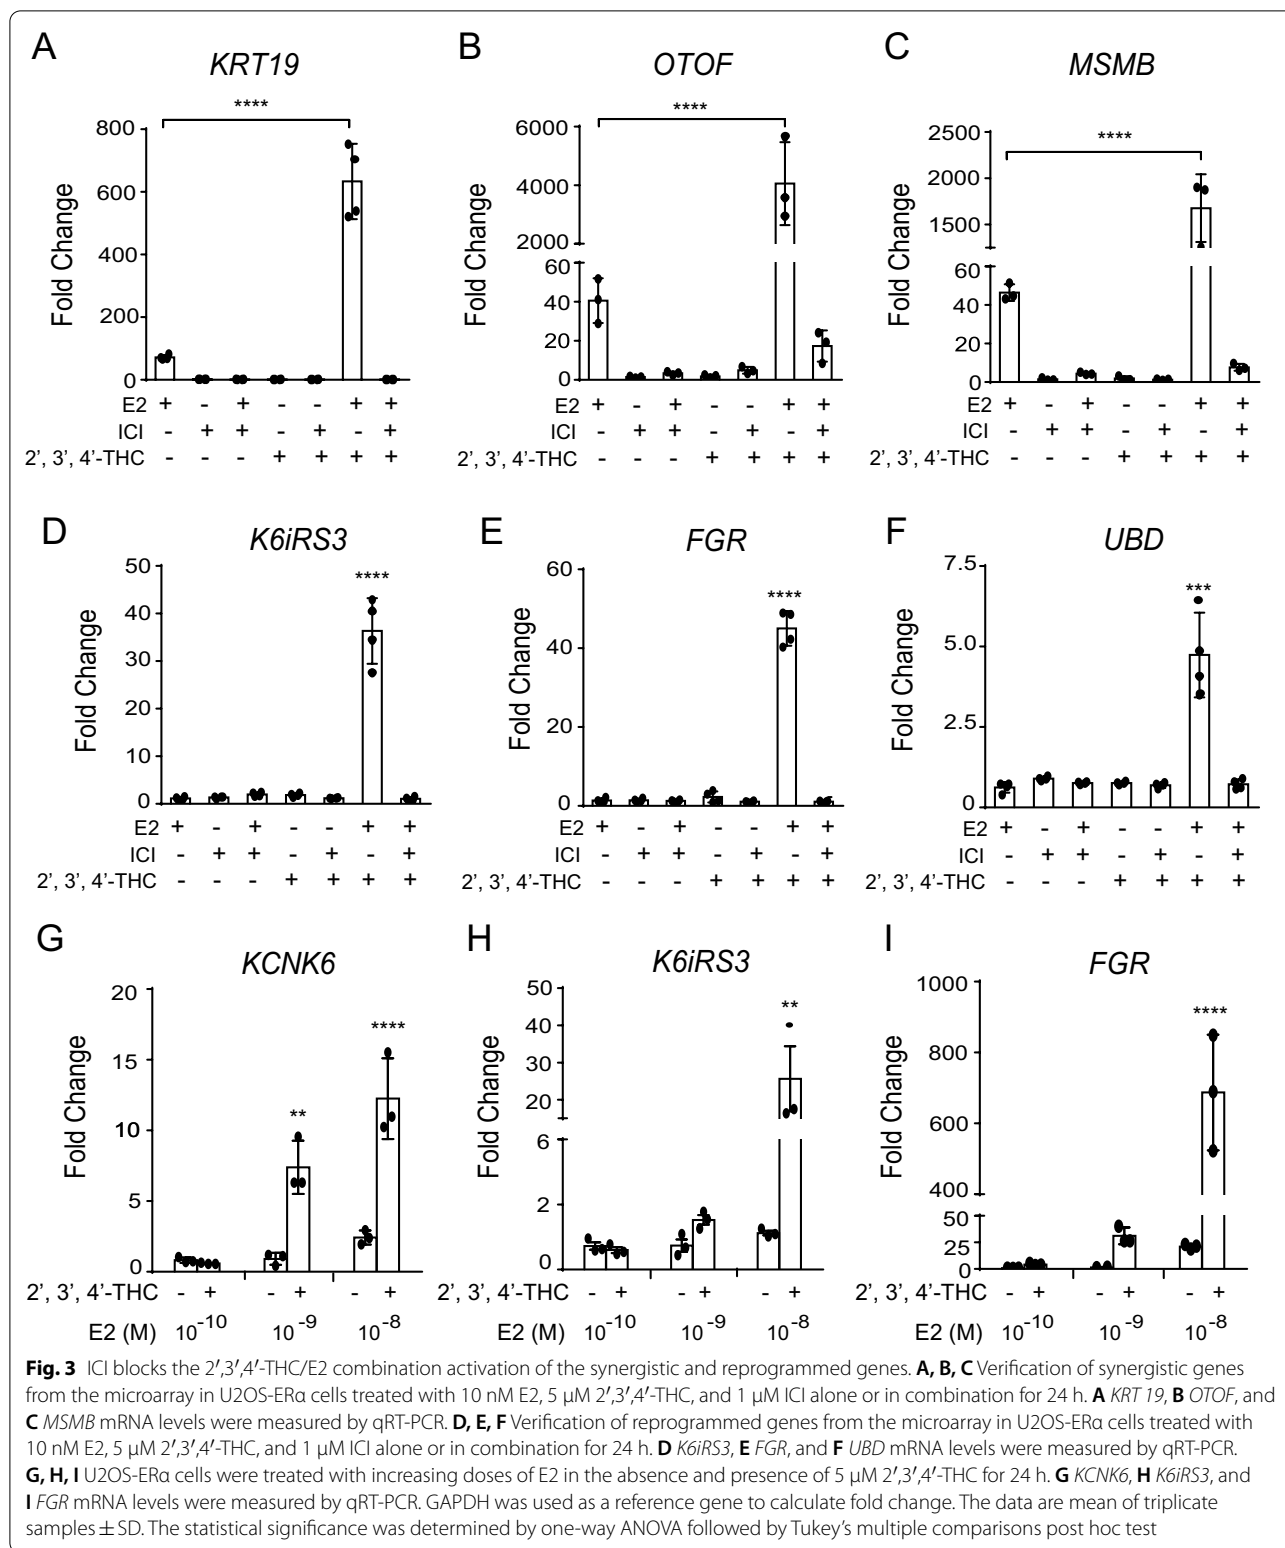 A
KRT19
****
Fold Change
800
600
400
200
0
E2 + - + - - + +
ICI - + + - + - +
2’, 3’, 4’-THC - - - + + + +
B
OTOF
****
Fold Change
6000
4000
2000
60
40
20
0
E2 + - + - - + +
ICI - + + - + - +
2’, 3’, 4’-THC - - - + + + +
C
MSMB
****
Fold Change
2500
2000
1500
60
40
20
0
E2 + - + - - + +
ICI - + + - + - +
2’, 3’, 4’-THC - - - + + + +
D
K6iRS3
****
Fold Change
50
40
30
20
10
0
E2 + - + - - + +
ICI - + + - + - +
2’, 3’, 4’-THC - - - + + + +
E
FGR
****
Fold Change
60
40
20
0
E2 + - + - - + +
ICI - + + - + - +
2’, 3’, 4’-THC - - - + + + +
F
UBD
***
Fold Change
7.5
5.0
2.5
0
E2 + - + - - + +
ICI - + + - + - +
2’, 3’, 4’-THC - - - + + + +
G
KCNK6
**
****
Fold Change
20
15
10
5
0
2’, 3’, 4’-THC - + - + - +
E2 (M) 10⁻¹⁰ 10⁻⁹ 10⁻⁸
H
K6iRS3
**
Fold Change
50
40
30
20
6
2
0
2’, 3’, 4’-THC - + - + - +
E2 (M) 10⁻¹⁰ 10⁻⁹ 10⁻⁸
I
FGR
****
Fold Change
1000
800
600
400
50
25
0
2’, 3’, 4’-THC - + - + - +
E2 (M) 10⁻¹⁰ 10⁻⁹ 10⁻⁸
Fig. 3 ICI blocks the 2′,3′,4′-THC/E2 combination activation of the synergistic and reprogrammed genes. A, B, C Verification of synergistic genes
from the microarray in U2OS-ERα cells treated with 10 nM E2, 5 µM 2′,3′,4′-THC, and 1 µM ICI alone or in combination for 24 h. A KRT 19, B OTOF, and
C MSMB mRNA levels were measured by qRT-PCR. D, E, F Verification of reprogrammed genes from the microarray in U2OS-ERα cells treated with
10 nM E2, 5 µM 2′,3′,4′-THC, and 1 µM ICI alone or in combination for 24 h. D K6iRS3, E FGR, and F UBD mRNA levels were measured by qRT-PCR.
G, H, I U2OS-ERα cells were treated with increasing doses of E2 in the absence and presence of 5 µM 2′,3′,4′-THC for 24 h. G KCNK6, H K6iRS3, and
I FGR mRNA levels were measured by qRT-PCR. GAPDH was used as a reference gene to calculate fold change. The data are mean of triplicate
samples ± SD. The statistical significance was determined by one-way ANOVA followed by Tukey’s multiple comparisons post hoc test